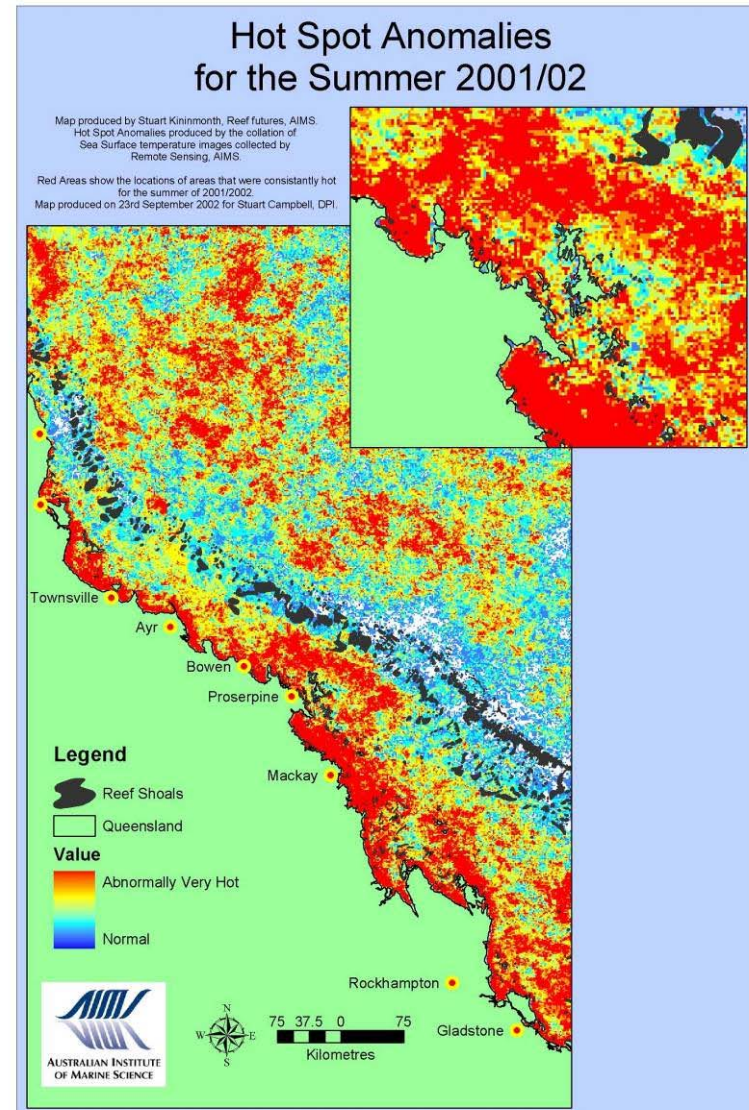 Hot Spot Anomalies
for the Summer 2001/02
Map produced by Stuart Kininmonth, Reef futures, AIMS.
Hot Spot Anomalies produced by the collation of
Sea Surface temperature images collected by
Remote Sensing, AIMS.
Red Areas show the locations of areas that were consistantly hot
for the summer of 2001/2002.
Map produced on 23rd September 2002 for Stuart Campbell, DPI.
Townsville
Ayr
Bowen
Proserpine
Mackay
Legend
Reef Shoals
Queensland
Value
Abnormally Very Hot
Normal
Rockhampton
Gladstone
N
W E
S
75 37.5 0 75
Kilometres
AIMS
AUSTRALIAN INSTITUTE
OF MARINE SCIENCE